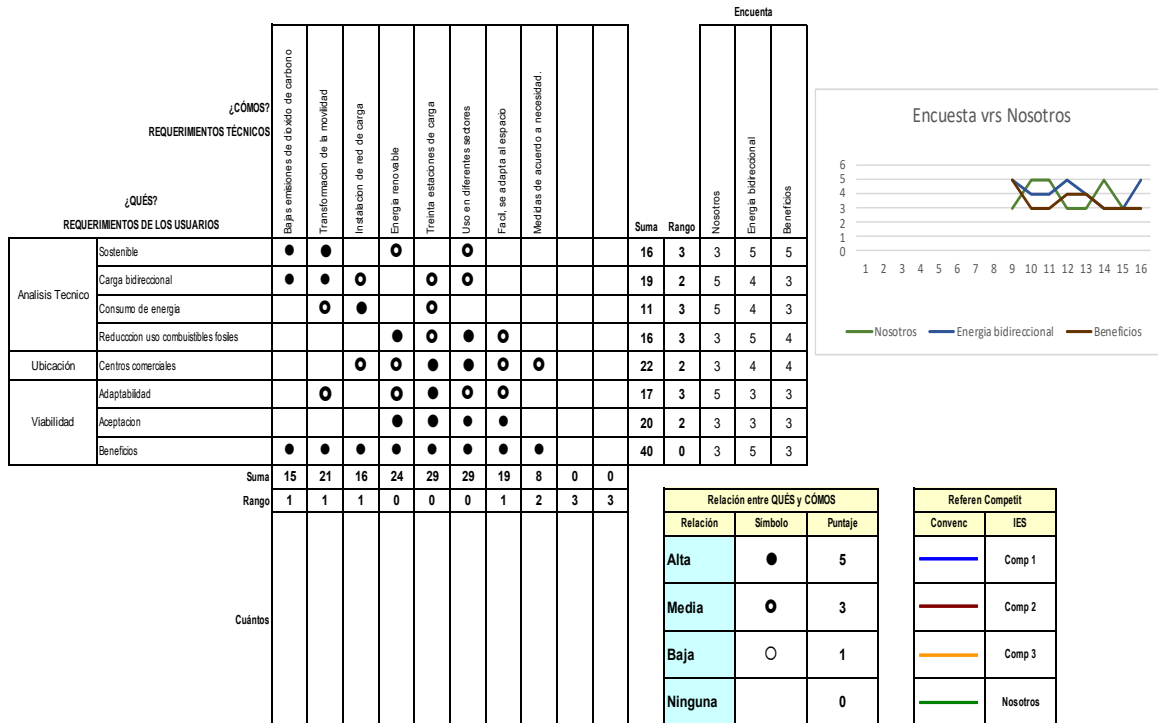 Encuenta
¿CÓMOS?
REQUERIMIENTOS TÉCNICOS
¿QUÉS?
REQUERIMIENTOS DE LOS USUARIOS
Bajas emisiones de dioxido de carbono
Transformacion de la movilidad
Instalacion de red de carga
Energia renovable
Treinta estaciones de carga
Uso en diferentes sectores
Facil, se adapta al espacio
Medidas de acuerdo a necesidad.
Suma Rango
Nosotros
Energia bidireccional
Beneficios
Analisis Tecnico
Sostenible ● ● O O 16 3 3 5 5
Carga bidireccional ● ● O O O 19 2 5 4 3
Consumo de energia O ● O 11 3 5 4 3
Reducccion uso combustibles fosiles ● O ● O 16 3 3 5 4
Ubicación
Centros comerciales O O ● ● O O 22 2 3 4 4
Viabilidad
Adaptabilidad O O ● O O 17 3 5 3 3
Aceptacion ● ● ● ● 20 2 3 3 3
Beneficios ● ● ● ● ● ● ● ● 40 0 3 5 3
Suma 15 21 16 24 29 29 19 8 0 0
Rango 1 1 1 0 0 0 1 2 3 3
Cuántos
Encuesta vrs Nosotros
6
5
4
3
2
1
0
1 2 3 4 5 6 7 8 9 10 11 12 13 14 15 16
Nosotros Energia bidireccional Beneficios
Relación entre QUÉS y CÓMOS
Relación Símbolo Puntaje
Alta ● 5
Media O 3
Baja ○ 1
Ninguna 0
Referen Competit
Convenc IES
Comp 1
Comp 2
Comp 3
Nosotros